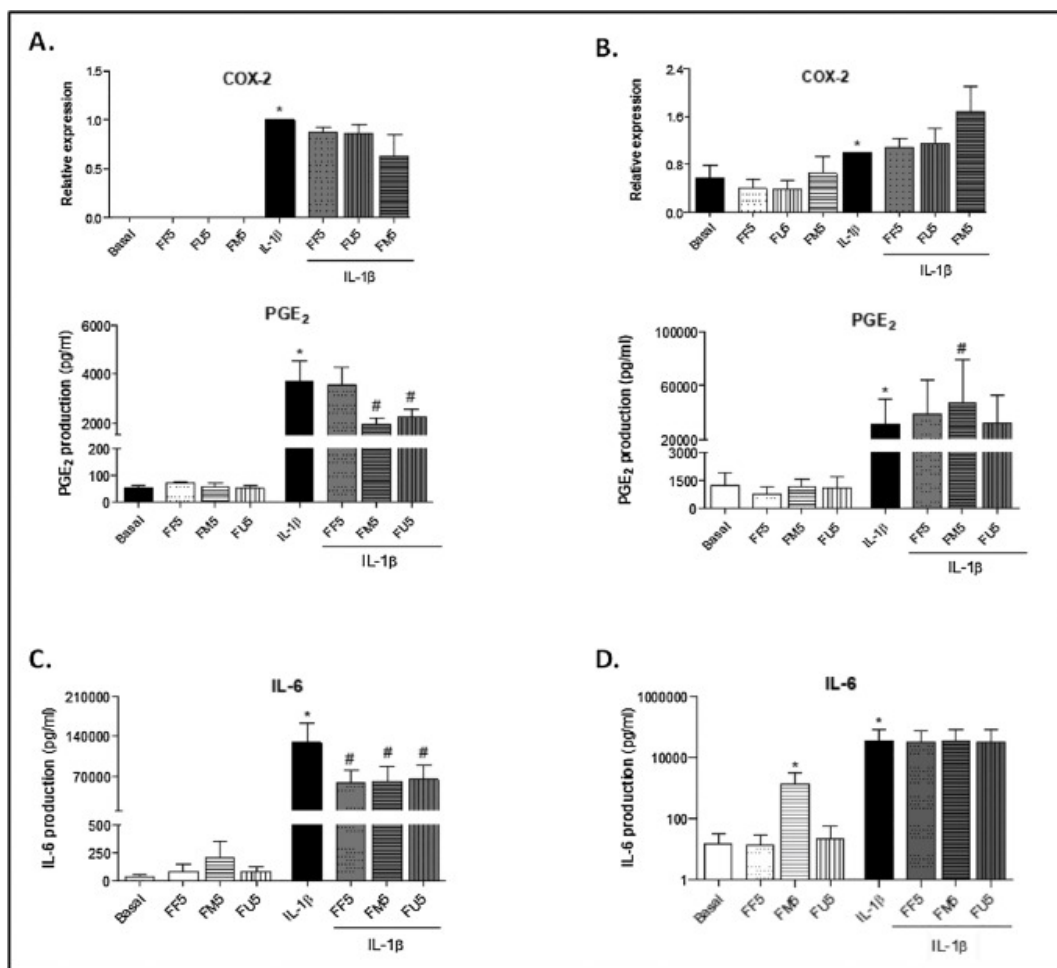 A.
COX-2
Relative expression
1.5
1.0
0.5
0.0
*
Basal FF5 FU5 FM5 IL-1β FF5 FU5 FM5
IL-1β
PGE2
PGE2 production (pg/ml)
6000
4000
2000
200
100
0
* # #
Basal FF5 FM5 FU5 IL-1β FF5 FM5 FU5
IL-1β
B.
COX-2
Relative expression
2.4
1.6
0.8
0.0
*
Basal FF5 FU5 FM5 IL-1β FF5 FU5 FM5
IL-1β
PGE2
PGE2 production (pg/ml)
100000
60000
20000
3000
1500
0
* #
Basal FF5 FM5 FU5 IL-1β FF5 FM5 FU5
IL-1β
C.
IL-6
IL-6 production (pg/ml)
210000
140000
70000
500
250
0
* # # #
Basal FF5 FM5 FU5 IL-1β FF5 FM5 FU5
IL-1β
D.
IL-6
IL-6 production (pg/ml)
1000000
10000
100
1
* *
Basal FF5 FM5 FU5 IL-1β FF5 FM5 FU5
IL-1β